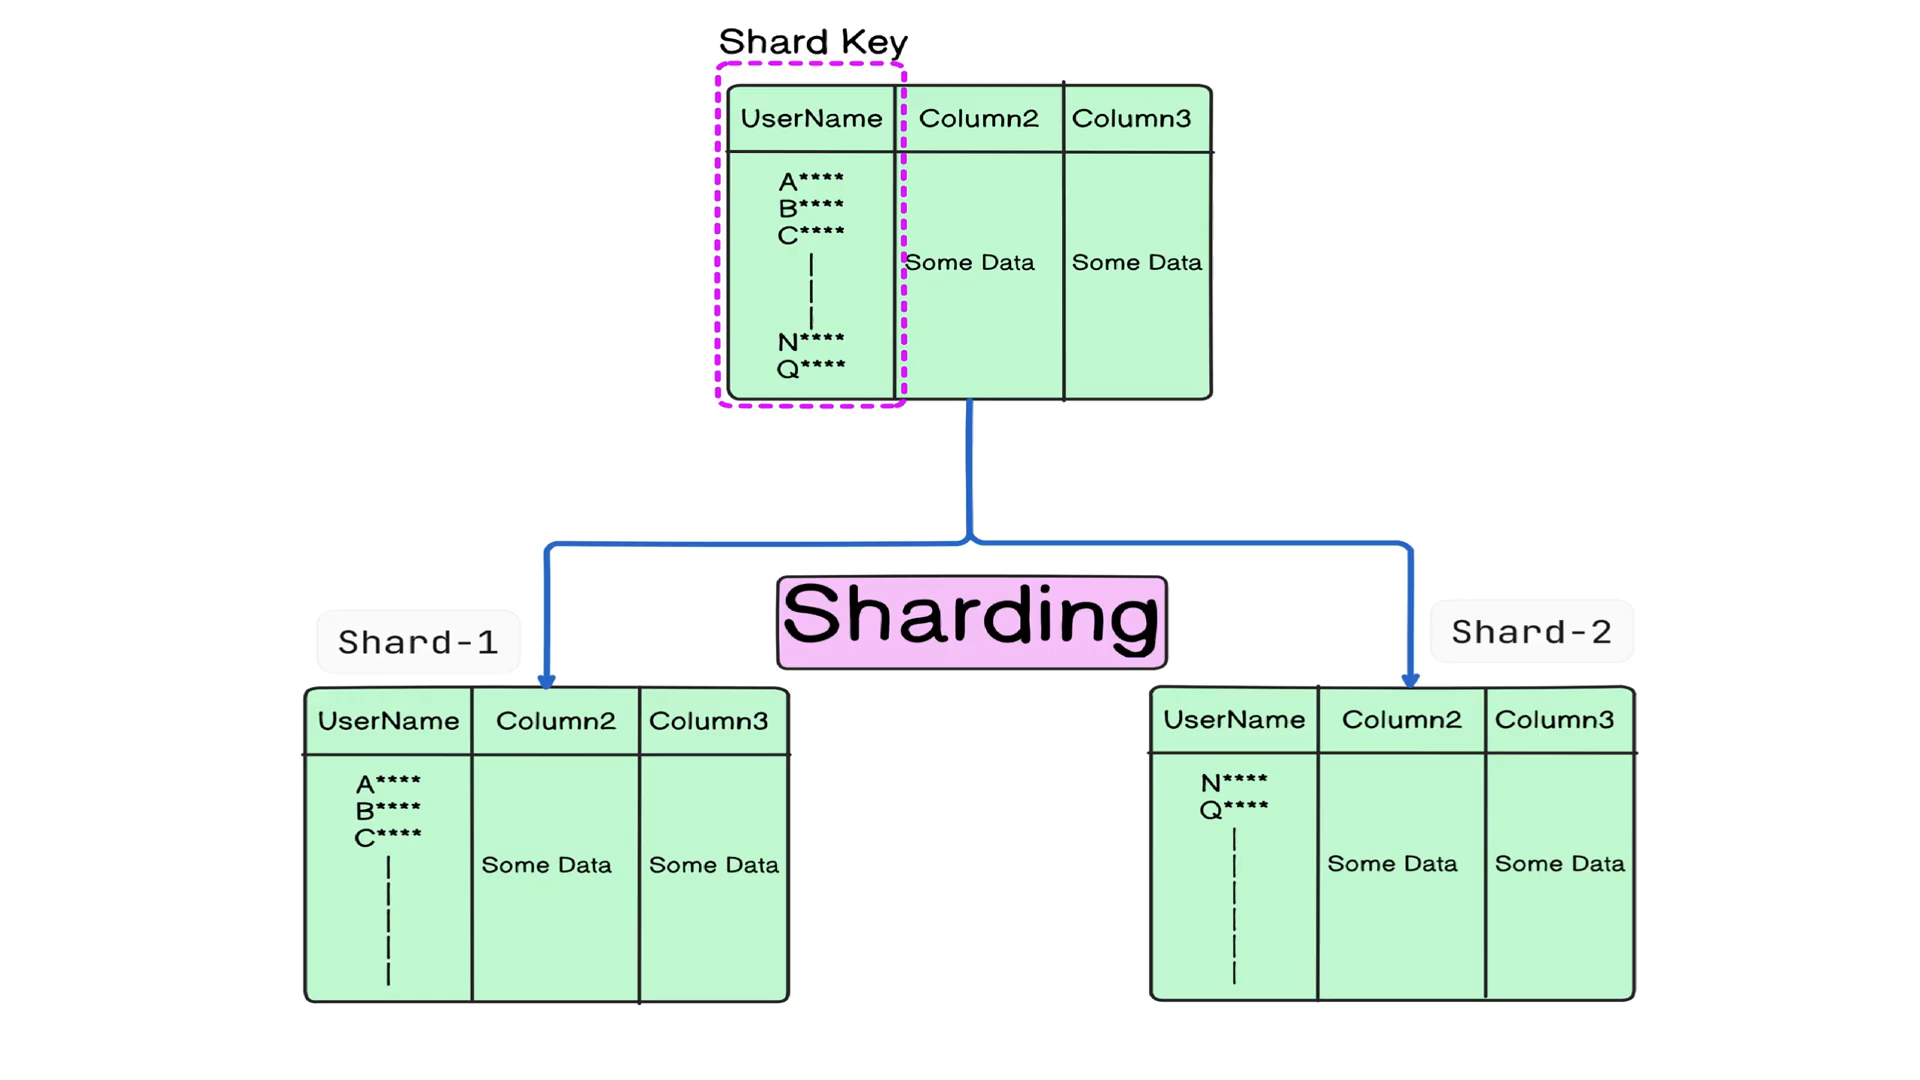 Shard Key
UserName Column2 Column3
A****
B****
C****
Some Data Some Data
N****
Q****
Sharding
Shard-1
Shard-2
UserName Column2 Column3
A****
B****
C****
Some Data Some Data
UserName Column2 Column3
N****
Q****
Some Data Some Data